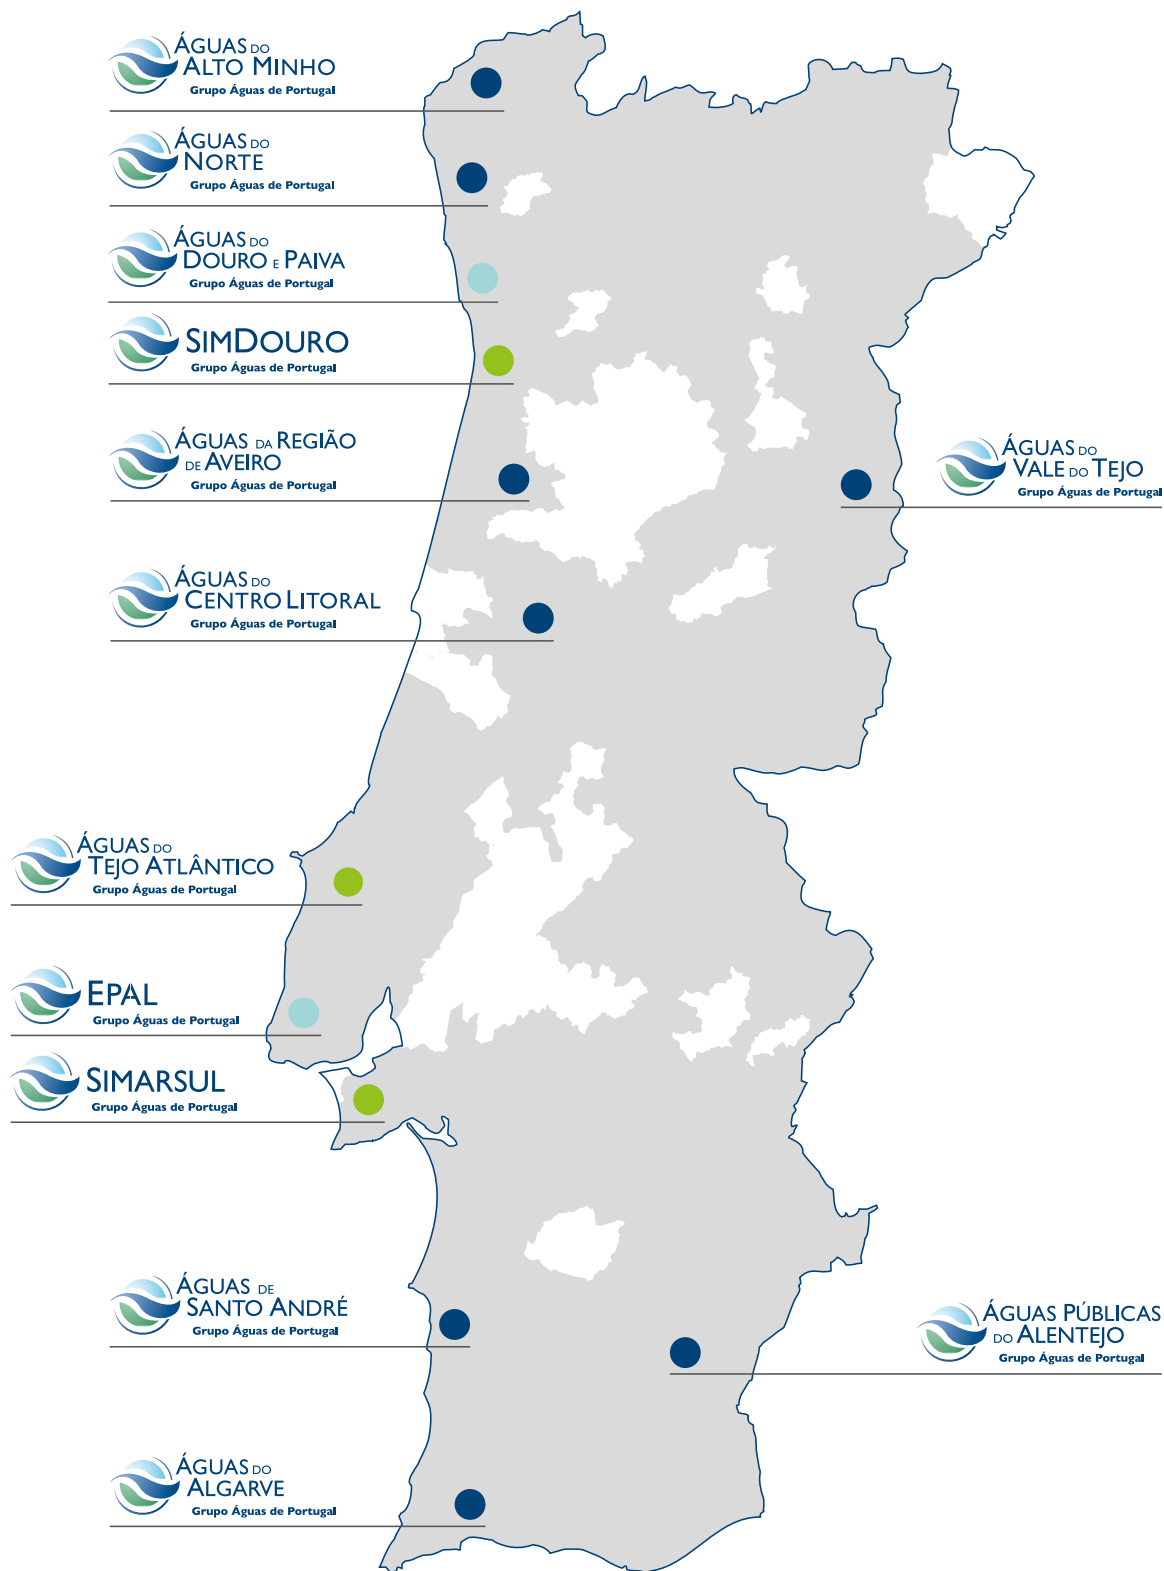 ÁGUAS DO
ALTO MINHO
Grupo Águas de Portugal
ÁGUAS DO
NORTE
Grupo Águas de Portugal
ÁGUAS DO
DOURO E PAIVA
Grupo Águas de Portugal
SIMDOURO
Grupo Águas de Portugal
ÁGUAS DA REGIÃO
DE AVEIRO
Grupo Águas de Portugal
ÁGUAS DO
VALE DO TEJO
Grupo Águas de Portugal
ÁGUAS DO
CENTRO LITORAL
Grupo Águas de Portugal
ÁGUAS DO
TEJO ATLÂNTICO
Grupo Águas de Portugal
EPAL
Grupo Águas de Portugal
SIMARSUL
Grupo Águas de Portugal
ÁGUAS DE
SANTO ANDRÉ
Grupo Águas de Portugal
ÁGUAS PÚBLICAS
DO ALENTEJO
Grupo Águas de Portugal
ÁGUAS DO
ALGARVE
Grupo Águas de Portugal